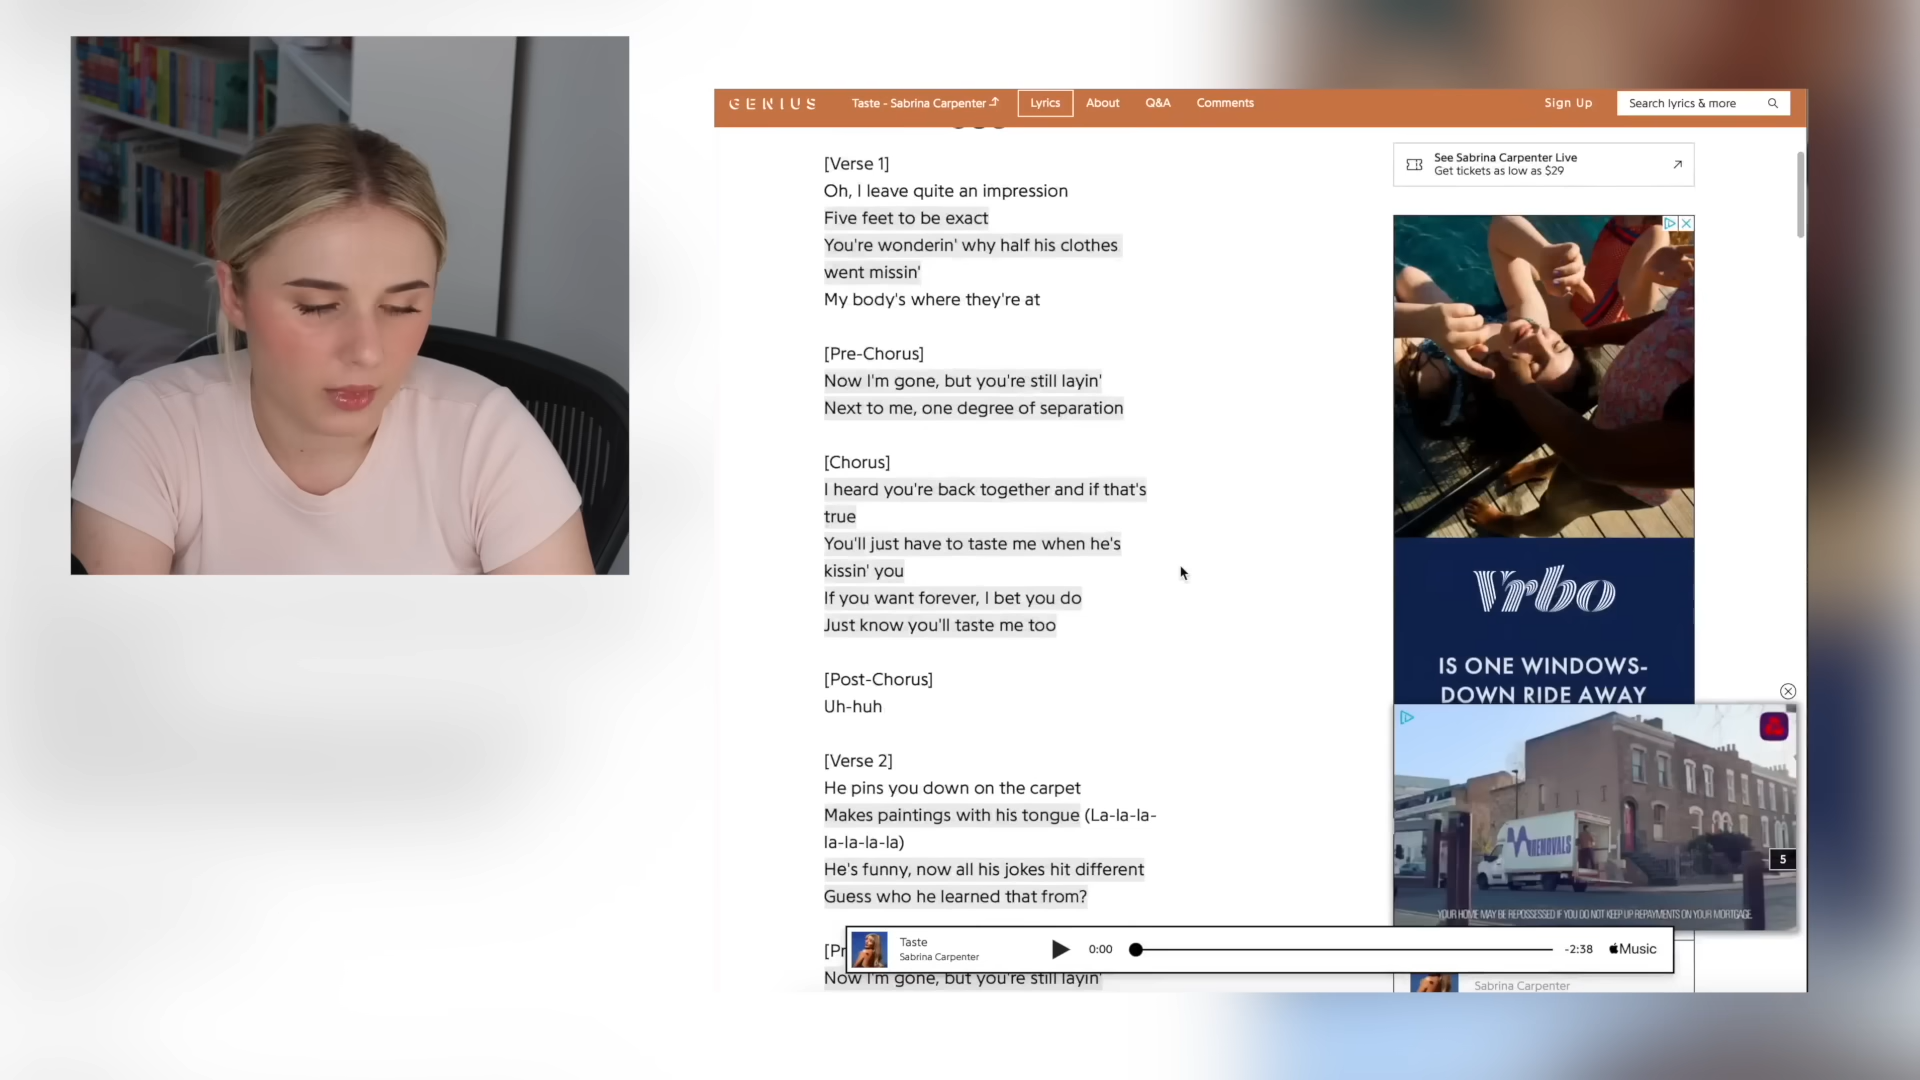 GENIUS
Taste - Sabrina Carpenter
Lyrics
About
Q&A
Comments
Sign Up
Search lyrics & more
[Verse 1]
Oh, I leave quite an impression
Five feet to be exact
You're wonderin' why half his clothes
went missin'
My body's where they're at
[Pre-Chorus]
Now I'm gone, but you're still layin'
Next to me, one degree of separation
[Chorus]
I heard you're back together and if that's
true
You'll just have to taste me when he's
kissin' you
If you want forever, I bet you do
Just know you'll taste me too
[Post-Chorus]
Uh-huh
[Verse 2]
He pins you down on the carpet
Makes paintings with his tongue (La-la-la-
la-la-la-la)
He's funny, now all his jokes hit different
Guess who he learned that from?
[Pr
Now I'm gone, but you're still layin'
See Sabrina Carpenter Live
Get tickets as low as $29
Vrbo
IS ONE WINDOWS-
DOWN RIDE AWAY
REMOVALS
5
YOUR HOME MAY BE REPOSSESSED IF YOU DO NOT KEEP UP REPAYMENTS ON YOUR MORTGAGE.
Taste
Sabrina Carpenter
0:00
-2:38
Music
Sabrina Carpenter